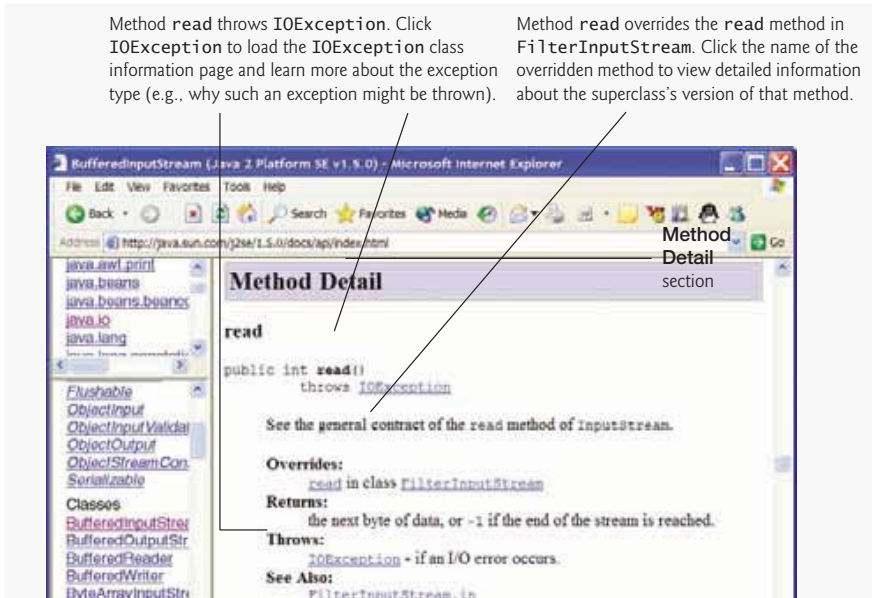 Method read throws IOException. Click
IOException to load the IOException class
information page and learn more about the exception
type (e.g., why such an exception might be thrown).
Method read overrides the read method in
FilterInputStream. Click the name of the
overridden method to view detailed information
about the superclass's version of that method.
BufferedInputStream (Java 2 Platform SE v1.5.0) - Microsoft Internet Explorer
File Edit View Favorites Tools Help
Back Search Favorites Media
Address http://java.sun.com/j2se/1.5.0/docs/api/index.html Go
Method
Detail
section
java.awt.print
java.beans
java.beans.beancor
java.io
java.lang
Flushable
ObjectInput
ObjectInputValidat
ObjectOutput
ObjectStreamCon
Serializable
Classes
BufferedInputStrea
BufferedOutputStr
BufferedReader
BufferedWriter
ByteArrayInputStre
Method Detail
read
public int read()
throws IOException
See the general contract of the read method of InputStream.
Overrides:
read in class FilterInputStream
Returns:
the next byte of data, or -1 if the end of the stream is reached.
Throws:
IOException - if an I/O error occurs.
See Also:
FilterInputStream.in